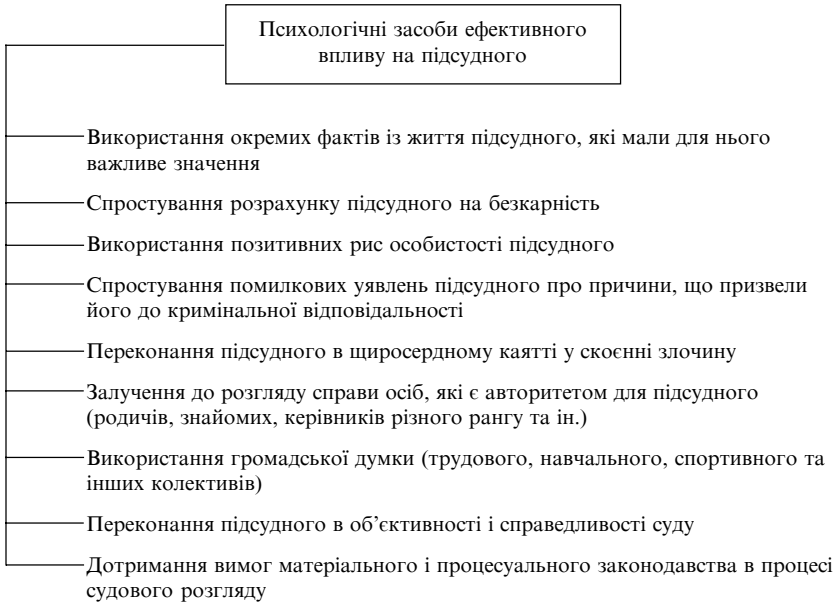 Психологічні засоби ефективного
впливу на підсудного
Використання окремих фактів із життя підсудного, які мали для нього
важливе значення
Спростування розрахунку підсудного на безкарність
Використання позитивних рис особистості підсудного
Спростування помилкових уявлень підсудного про причини, що призвели
його до кримінальної відповідальності
Переконання підсудного в щиросердному каятті у скоєнні злочину
Залучення до розгляду справи осіб, які є авторитетом для підсудного
(родичів, знайомих, керівників різного рангу та ін.)
Використання громадської думки (трудового, навчального, спортивного та
інших колективів)
Переконання підсудного в об’єктивності і справедливості суду
Дотримання вимог матеріального і процесуального законодавства в процесі
судового розгляду